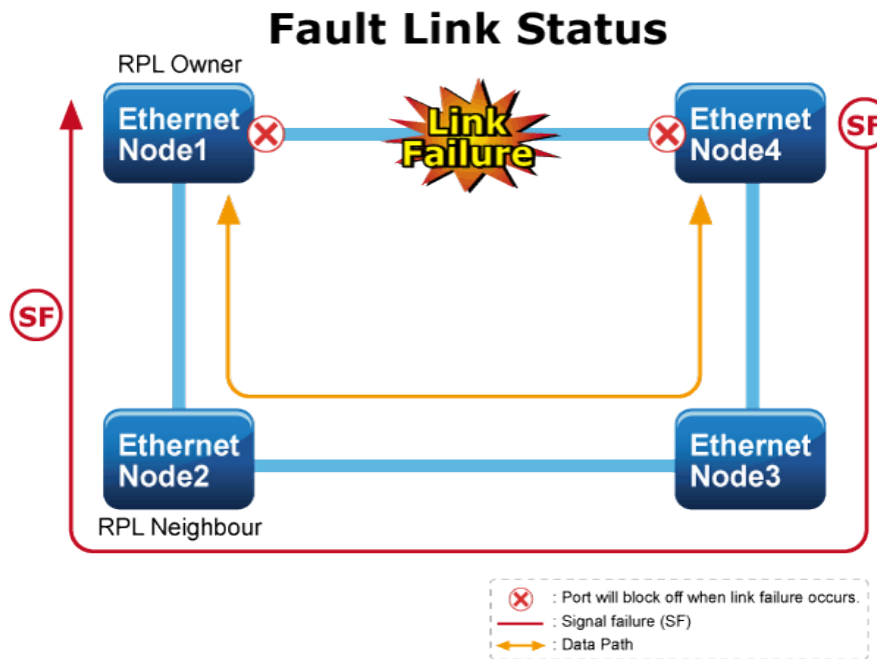 Fault Link Status
RPL Owner
Ethernet
Node1
Link
Failure
Ethernet
Node4
SF
SF
Ethernet
Node2
Ethernet
Node3
RPL Neighbour
: Port will block off when link failure occurs.
: Signal failure (SF)
: Data Path